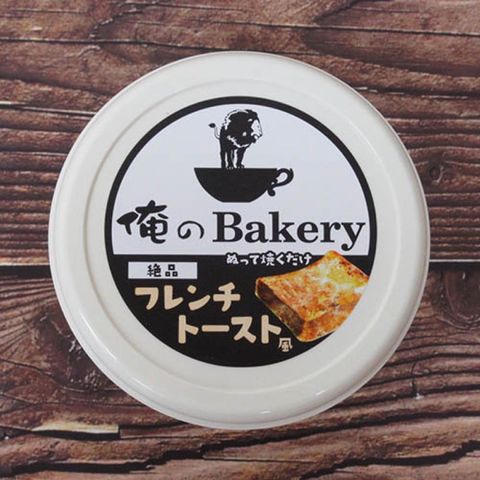 俺のBakery
ぬって焼くだけ
絶品
フレンチ
トースト風